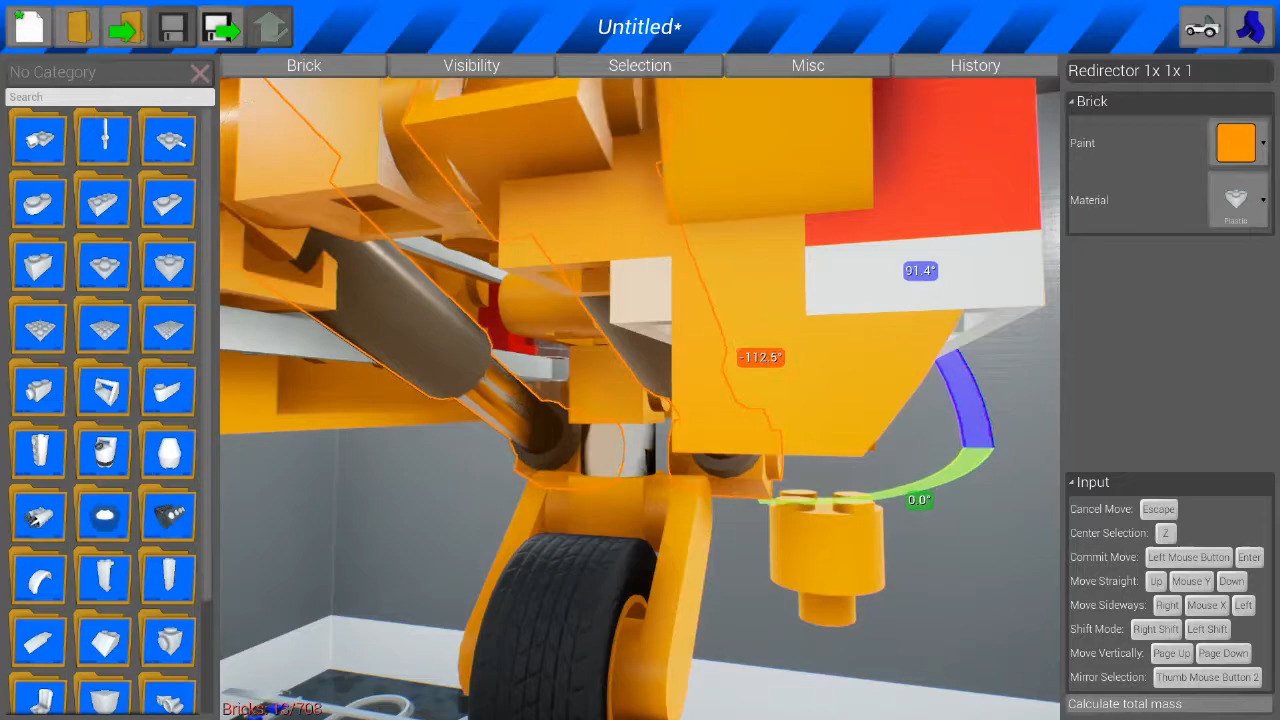 Untitled*
No Category
Search
Brick
Visibility
Selection
Misc
History
91.4°
-112.5°
0.0°
Bricks: 13/708
Redirector 1x 1x 1
Brick
Paint
Material
Plastic
Input
Cancel Move: Escape
Center Selection: Z
Commit Move: Left Mouse Button Enter
Move Straight: Up Mouse Y Down
Move Sideways: Right Mouse X Left
Shift Mode: Right Shift Left Shift
Move Vertically: Page Up Page Down
Mirror Selection: Thumb Mouse Button 2
Calculate total mass